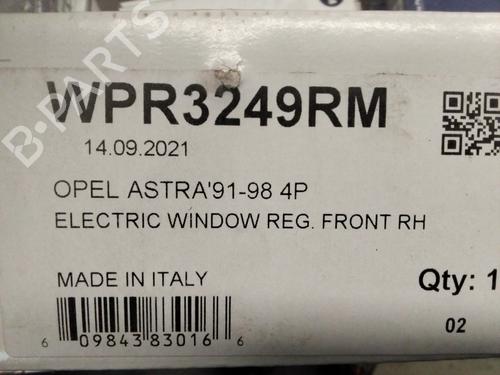 WPR3249RM
14.09.2021
OPEL ASTRA'91-98 4P
ELECTRIC WINDOW REG. FRONT RH
MADE IN ITALY
Qty: 1
02
6 09843 83016 6
B-PARTS